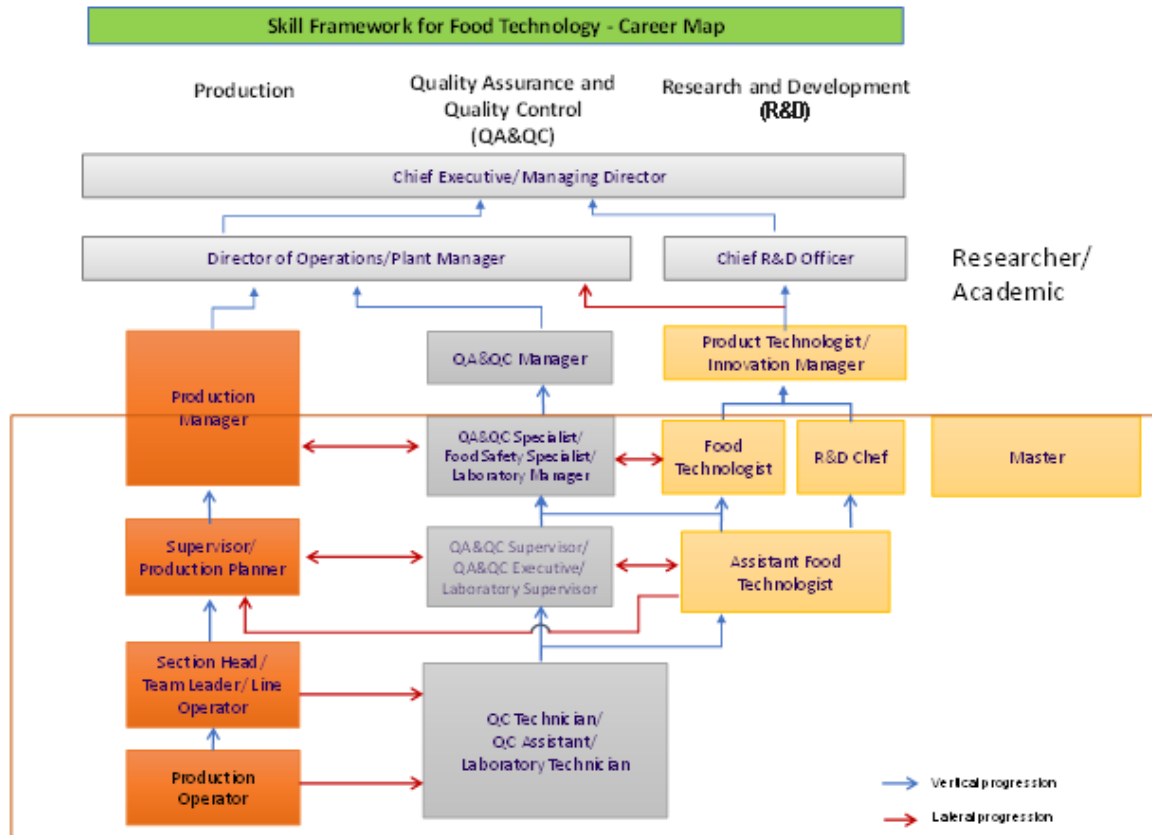 Skill Framework for Food Technology - Career Map
Production
Quality Assurance and
Quality Control
(QA&QC)
Research and Development
(R&D)
Chief Executive/ Managing Director
Director of Operations/Plant Manager
Chief R&D Officer
Researcher/
Academic
Production
Manager
QA&QC Manager
Product Technologist/
Innovation Manager
QA&QC Specialist/
Food Safety Specialist/
Laboratory Manager
Food
Technologist
R&D Chef
Master
Supervisor/
Production Planner
QA&QC Supervisor/
QA&QC Executive/
Laboratory Supervisor
Assistant Food
Technologist
Section Head/
Team Leader/ Line
Operator
QC Technician/
QC Assistant/
Laboratory Technician
Production
Operator
Vertical progression
Lateral progression